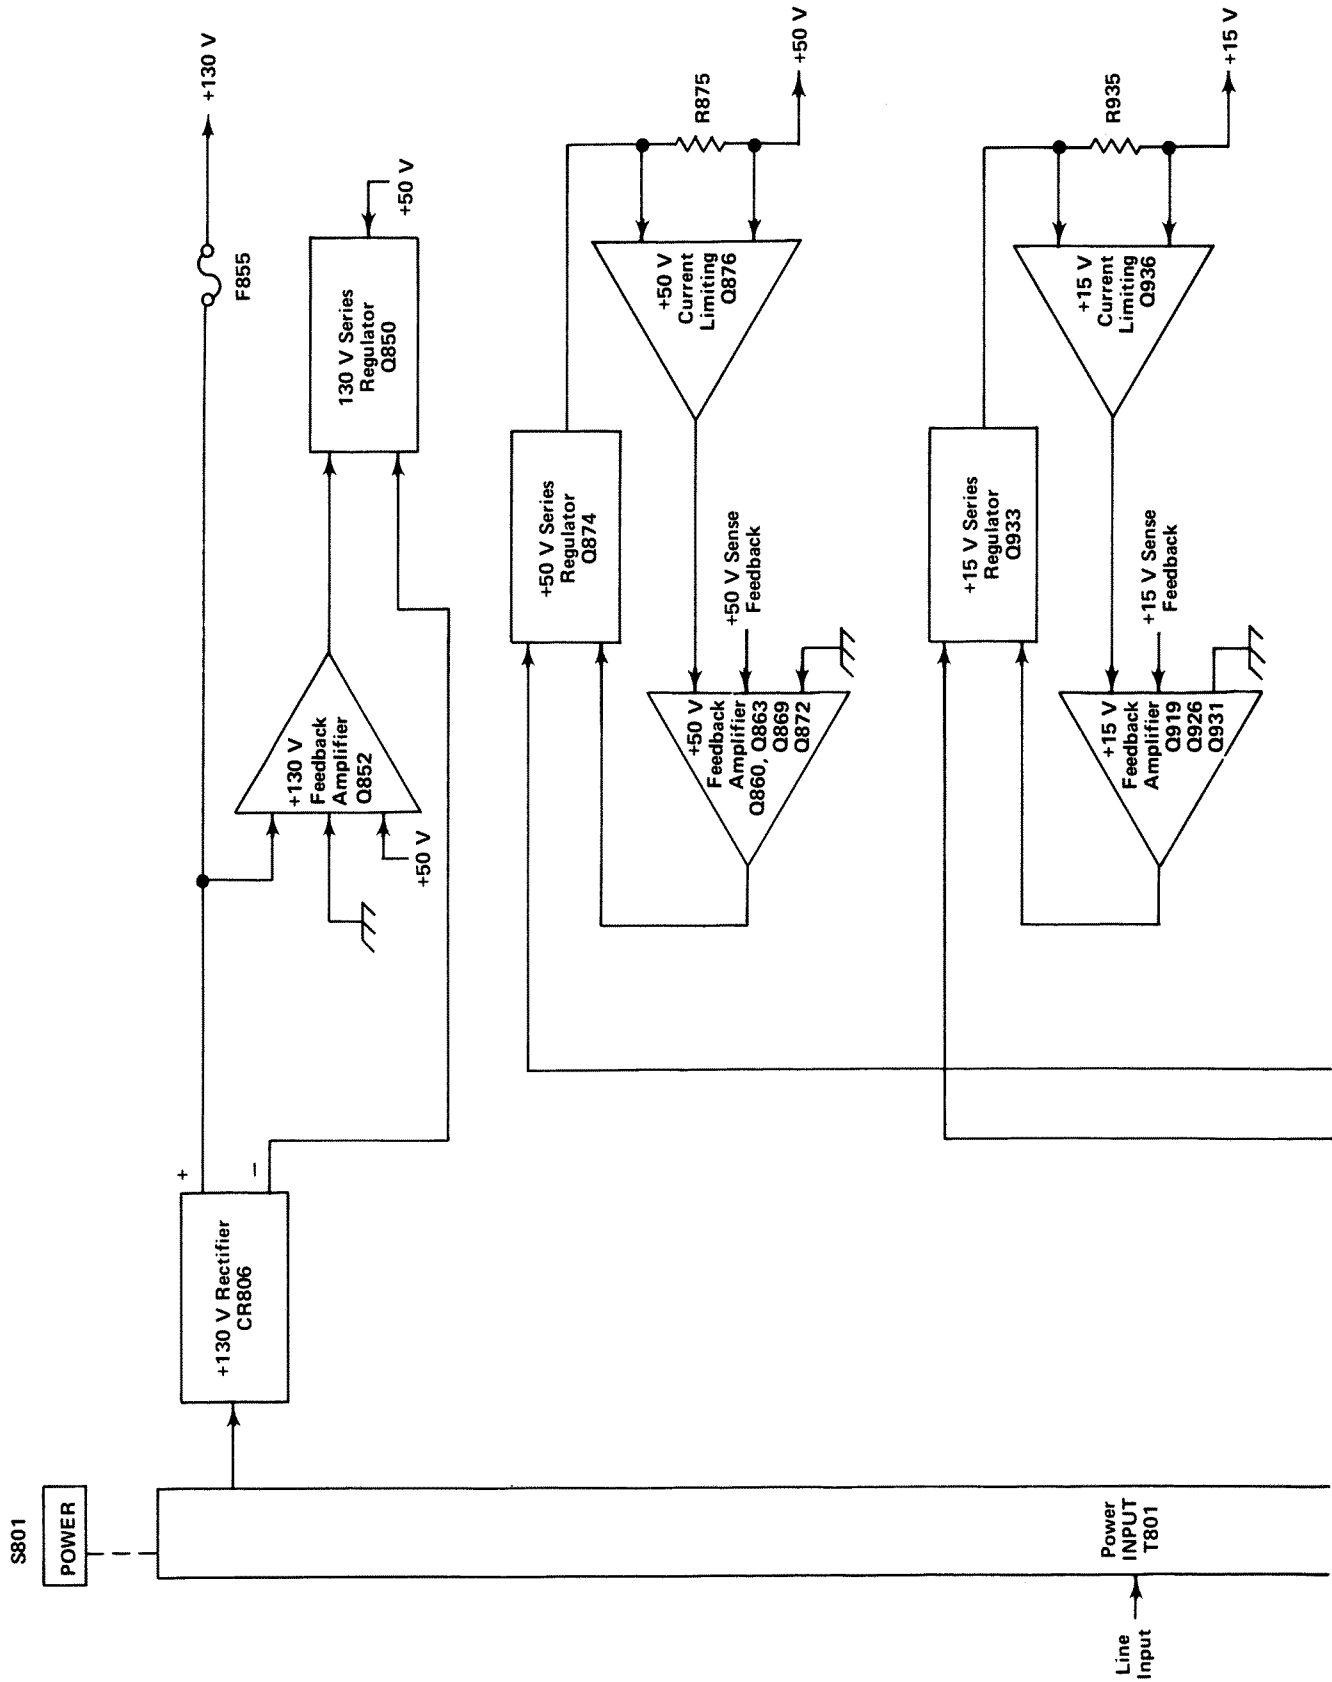 S801
POWER
Line
Input
Power
INPUT
T801
+130 V Rectifier
CR806
+
–
+130 V
Feedback
Amplifier
Q852
+50 V
130 V Series
Regulator
Q850
+50 V
F855
+130 V
+50 V
Feedback
Amplifier
Q860, Q863
Q869
Q872
+50 V Sense
Feedback
+50 V Series
Regulator
Q874
+50 V
Current
Limiting
Q876
R875
+50 V
+15 V
Feedback
Amplifier
Q919
Q926
Q931
+15 V Sense
Feedback
+15 V Series
Regulator
Q933
+15 V
Current
Limiting
Q936
R935
+15 V